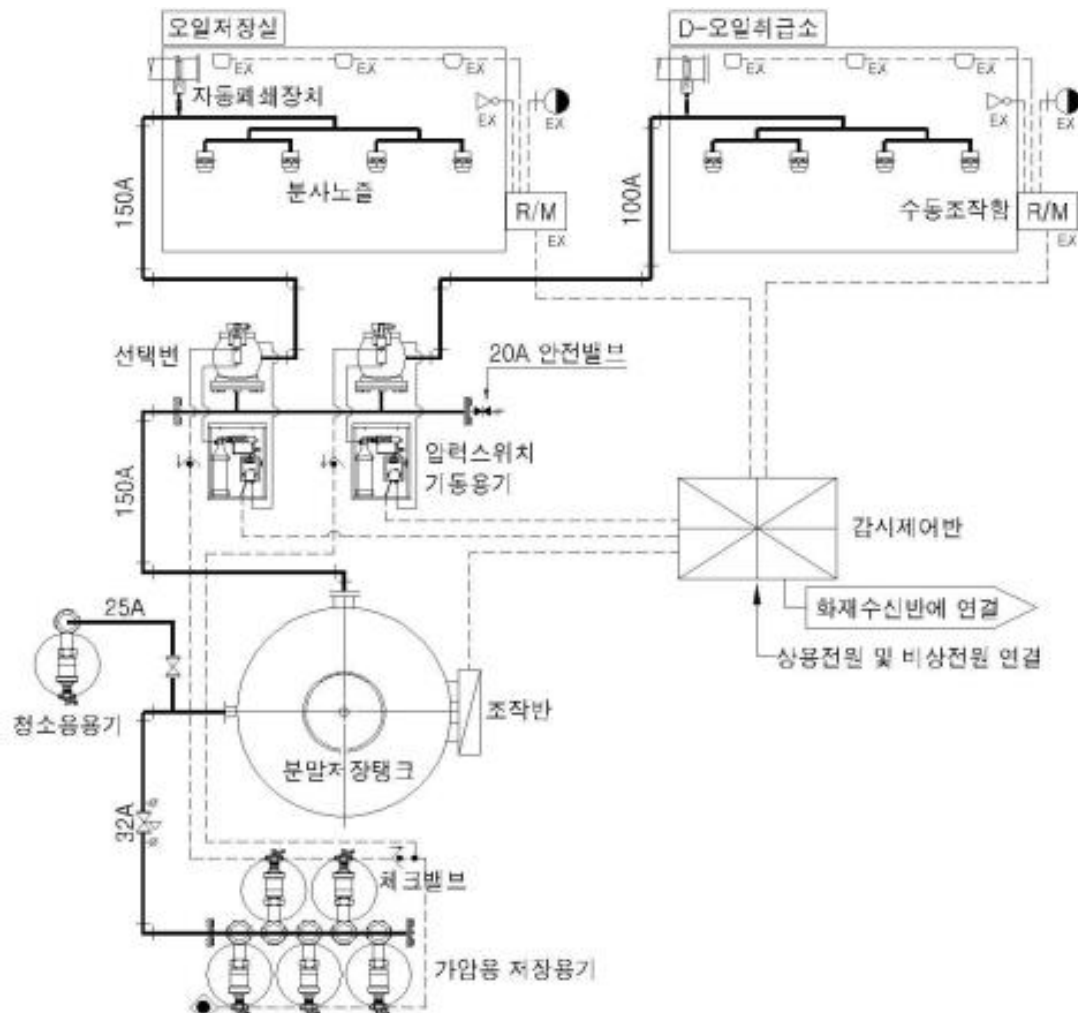 오일저장실
D-오일취급소
EX
EX
EX
EX
EX
EX
자동폐쇄장치
EX
EX
EX
EX
150A
분사노즐
R/M
EX
100A
수동조작함
R/M
EX
선택변
20A 안전밸브
150A
압력스위치
기동용기
감시제어반
화재수신반에 연결
상용전원 및 비상전원 연결
25A
청소용용기
조작반
분말저장탱크
32A
체크밸브
가압용 저장용기